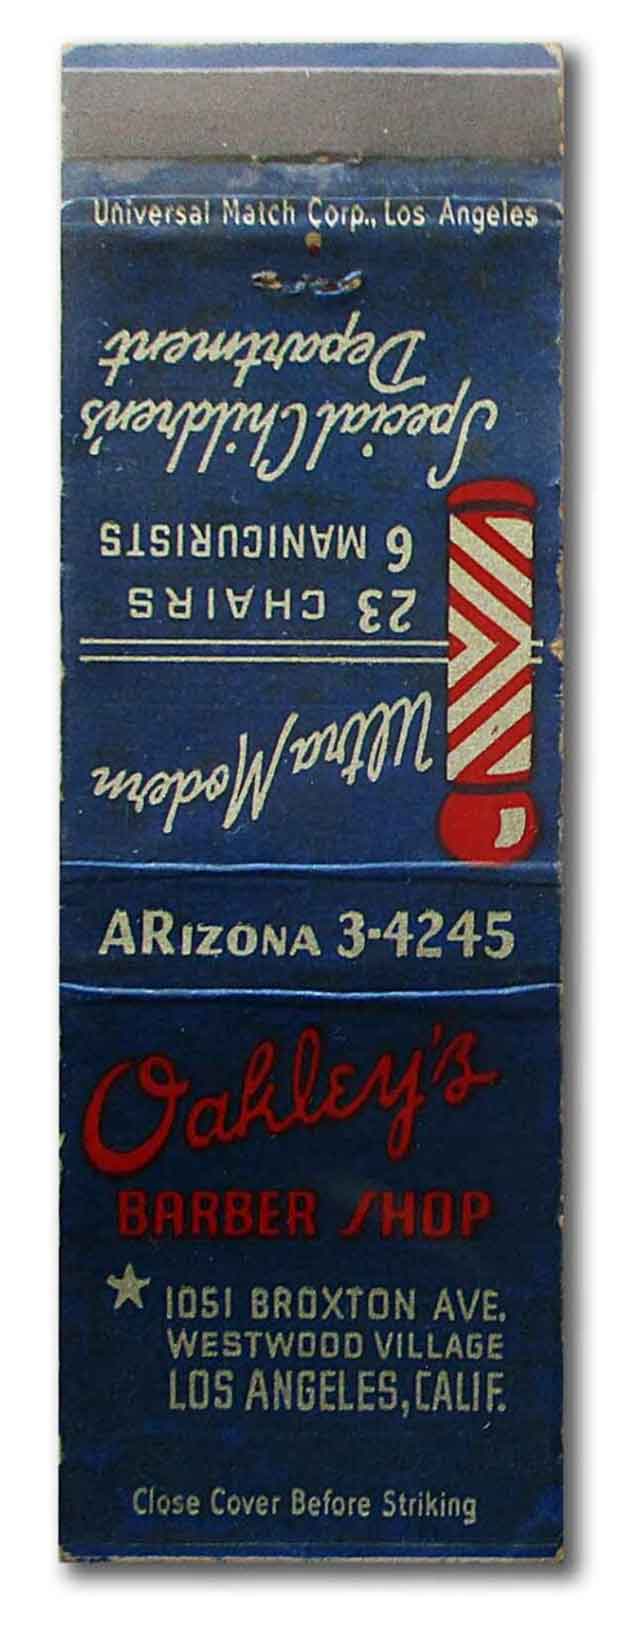 Universal Match Corp., Los Angeles
Ultra Modern
23 CHAIRS
6 MANICURISTS
Special Children's
Department
ARIZONA 3-4245
Oakley's
BARBER SHOP
1051 BROXTON AVE.
WESTWOOD VILLAGE
LOS ANGELES, CALIF.
Close Cover Before Striking